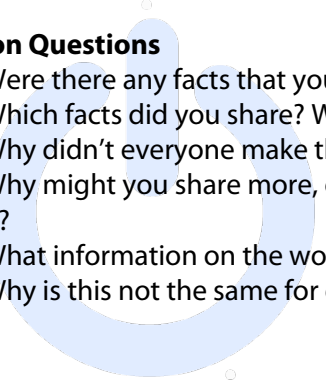 on Questions
Were there any facts that you
Which facts did you share? W
Why didn't everyone make th
Why might you share more, 
?
What information on the wo
Why is this not the same for